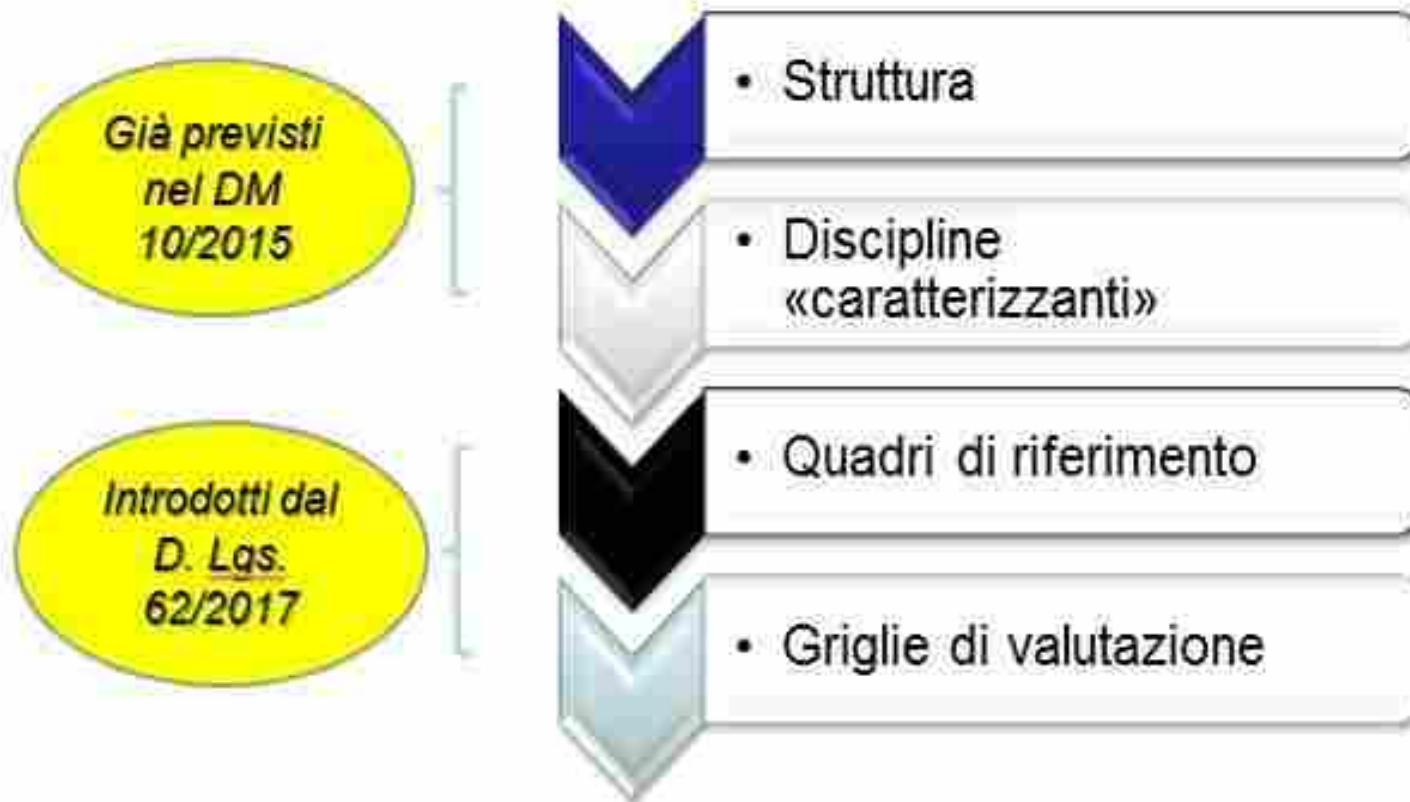 Già previsti
nel DM
10/2015
• Struttura
• Discipline
«caratterizzanti»
Introdotti dal
D. Lgs.
62/2017
• Quadri di riferimento
• Griglie di valutazione